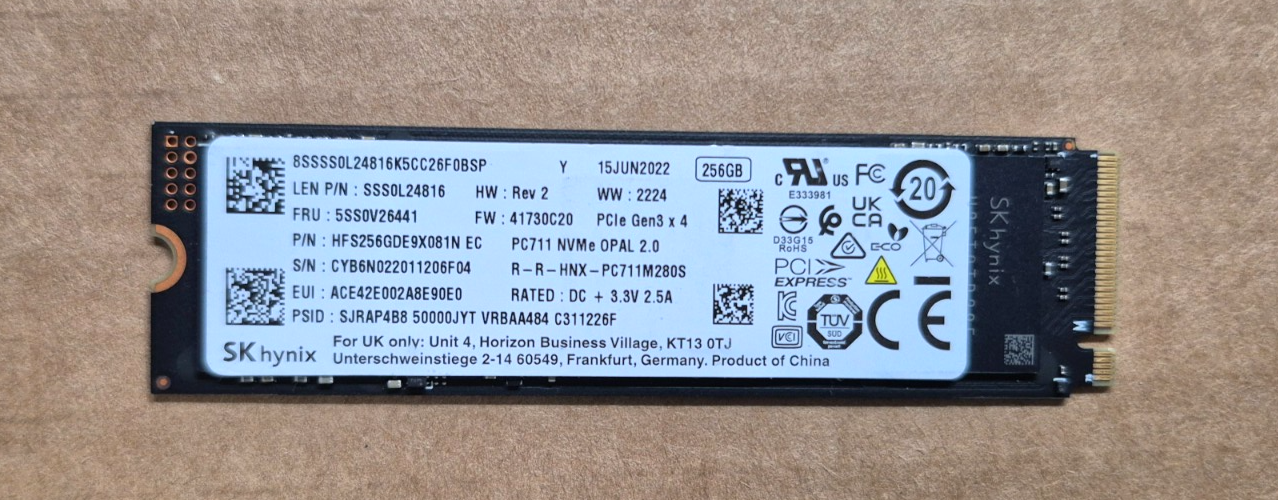 8SSSS0L24816K5CC26F0BSP Y 15JUN2022 256GB
LEN P/N : SSS0L24816 HW : Rev 2 WW : 2224
FRU : 5SS0V26441 FW : 41730C20 PCIe Gen3 x 4
P/N : HFS256GDE9X081N EC PC711 NVMe OPAL 2.0
S/N : CYB6N022011206F04 R-R-HNX-PC711M280S
EUI : ACE42E002A8E90E0 RATED : DC + 3.3V 2.5A
PSID : SJRAP4B8 50000JYT VRBAA484 C311226F
SK hynix
For UK only: Unit 4, Horizon Business Village, KT13 0TJ
Unterschweinstiege 2-14 60549, Frankfurt, Germany. Product of China
c RU US FC 20
E333981
UK CA
D33G15
RoHS
ECO
PCI
EXPRESS
KC
VCI
TÜV
SÜD
CE
SK hynix
M